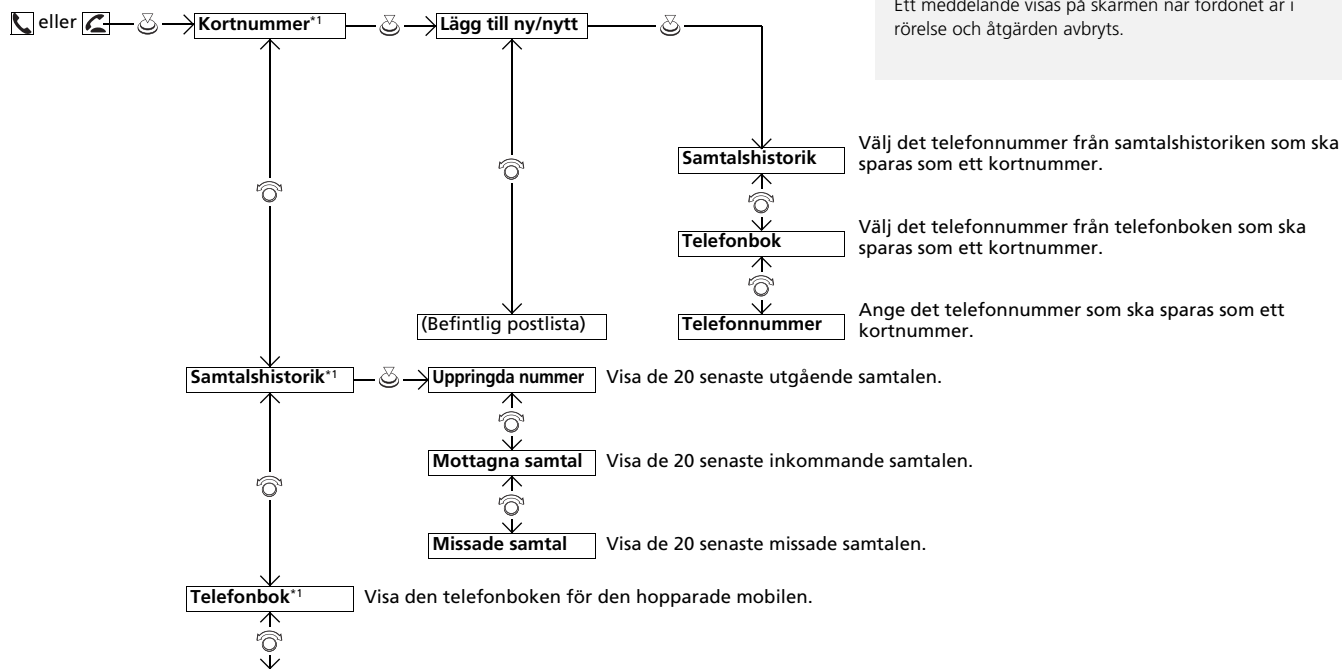 Ett meddelande visas på skärmen när fordonet är i
rörelse och åtgärden avbryts.
eller
Kortnummer*1
Lägg till ny/nytt
Samtalshistorik
Välj det telefonnummer från samtalshistoriken som ska
sparas som ett kortnummer.
Telefonbok
Välj det telefonnummer från telefonboken som ska
sparas som ett kortnummer.
(Befintlig postlista)
Telefonnummer
Ange det telefonnummer som ska sparas som ett
kortnummer.
Samtalshistorik*1
Uppringda nummer
Visa de 20 senaste utgående samtalen.
Mottagna samtal
Visa de 20 senaste inkommande samtalen.
Missade samtal
Visa de 20 senaste missade samtalen.
Telefonbok*1
Visa den telefonboken för den hopparade mobilen.